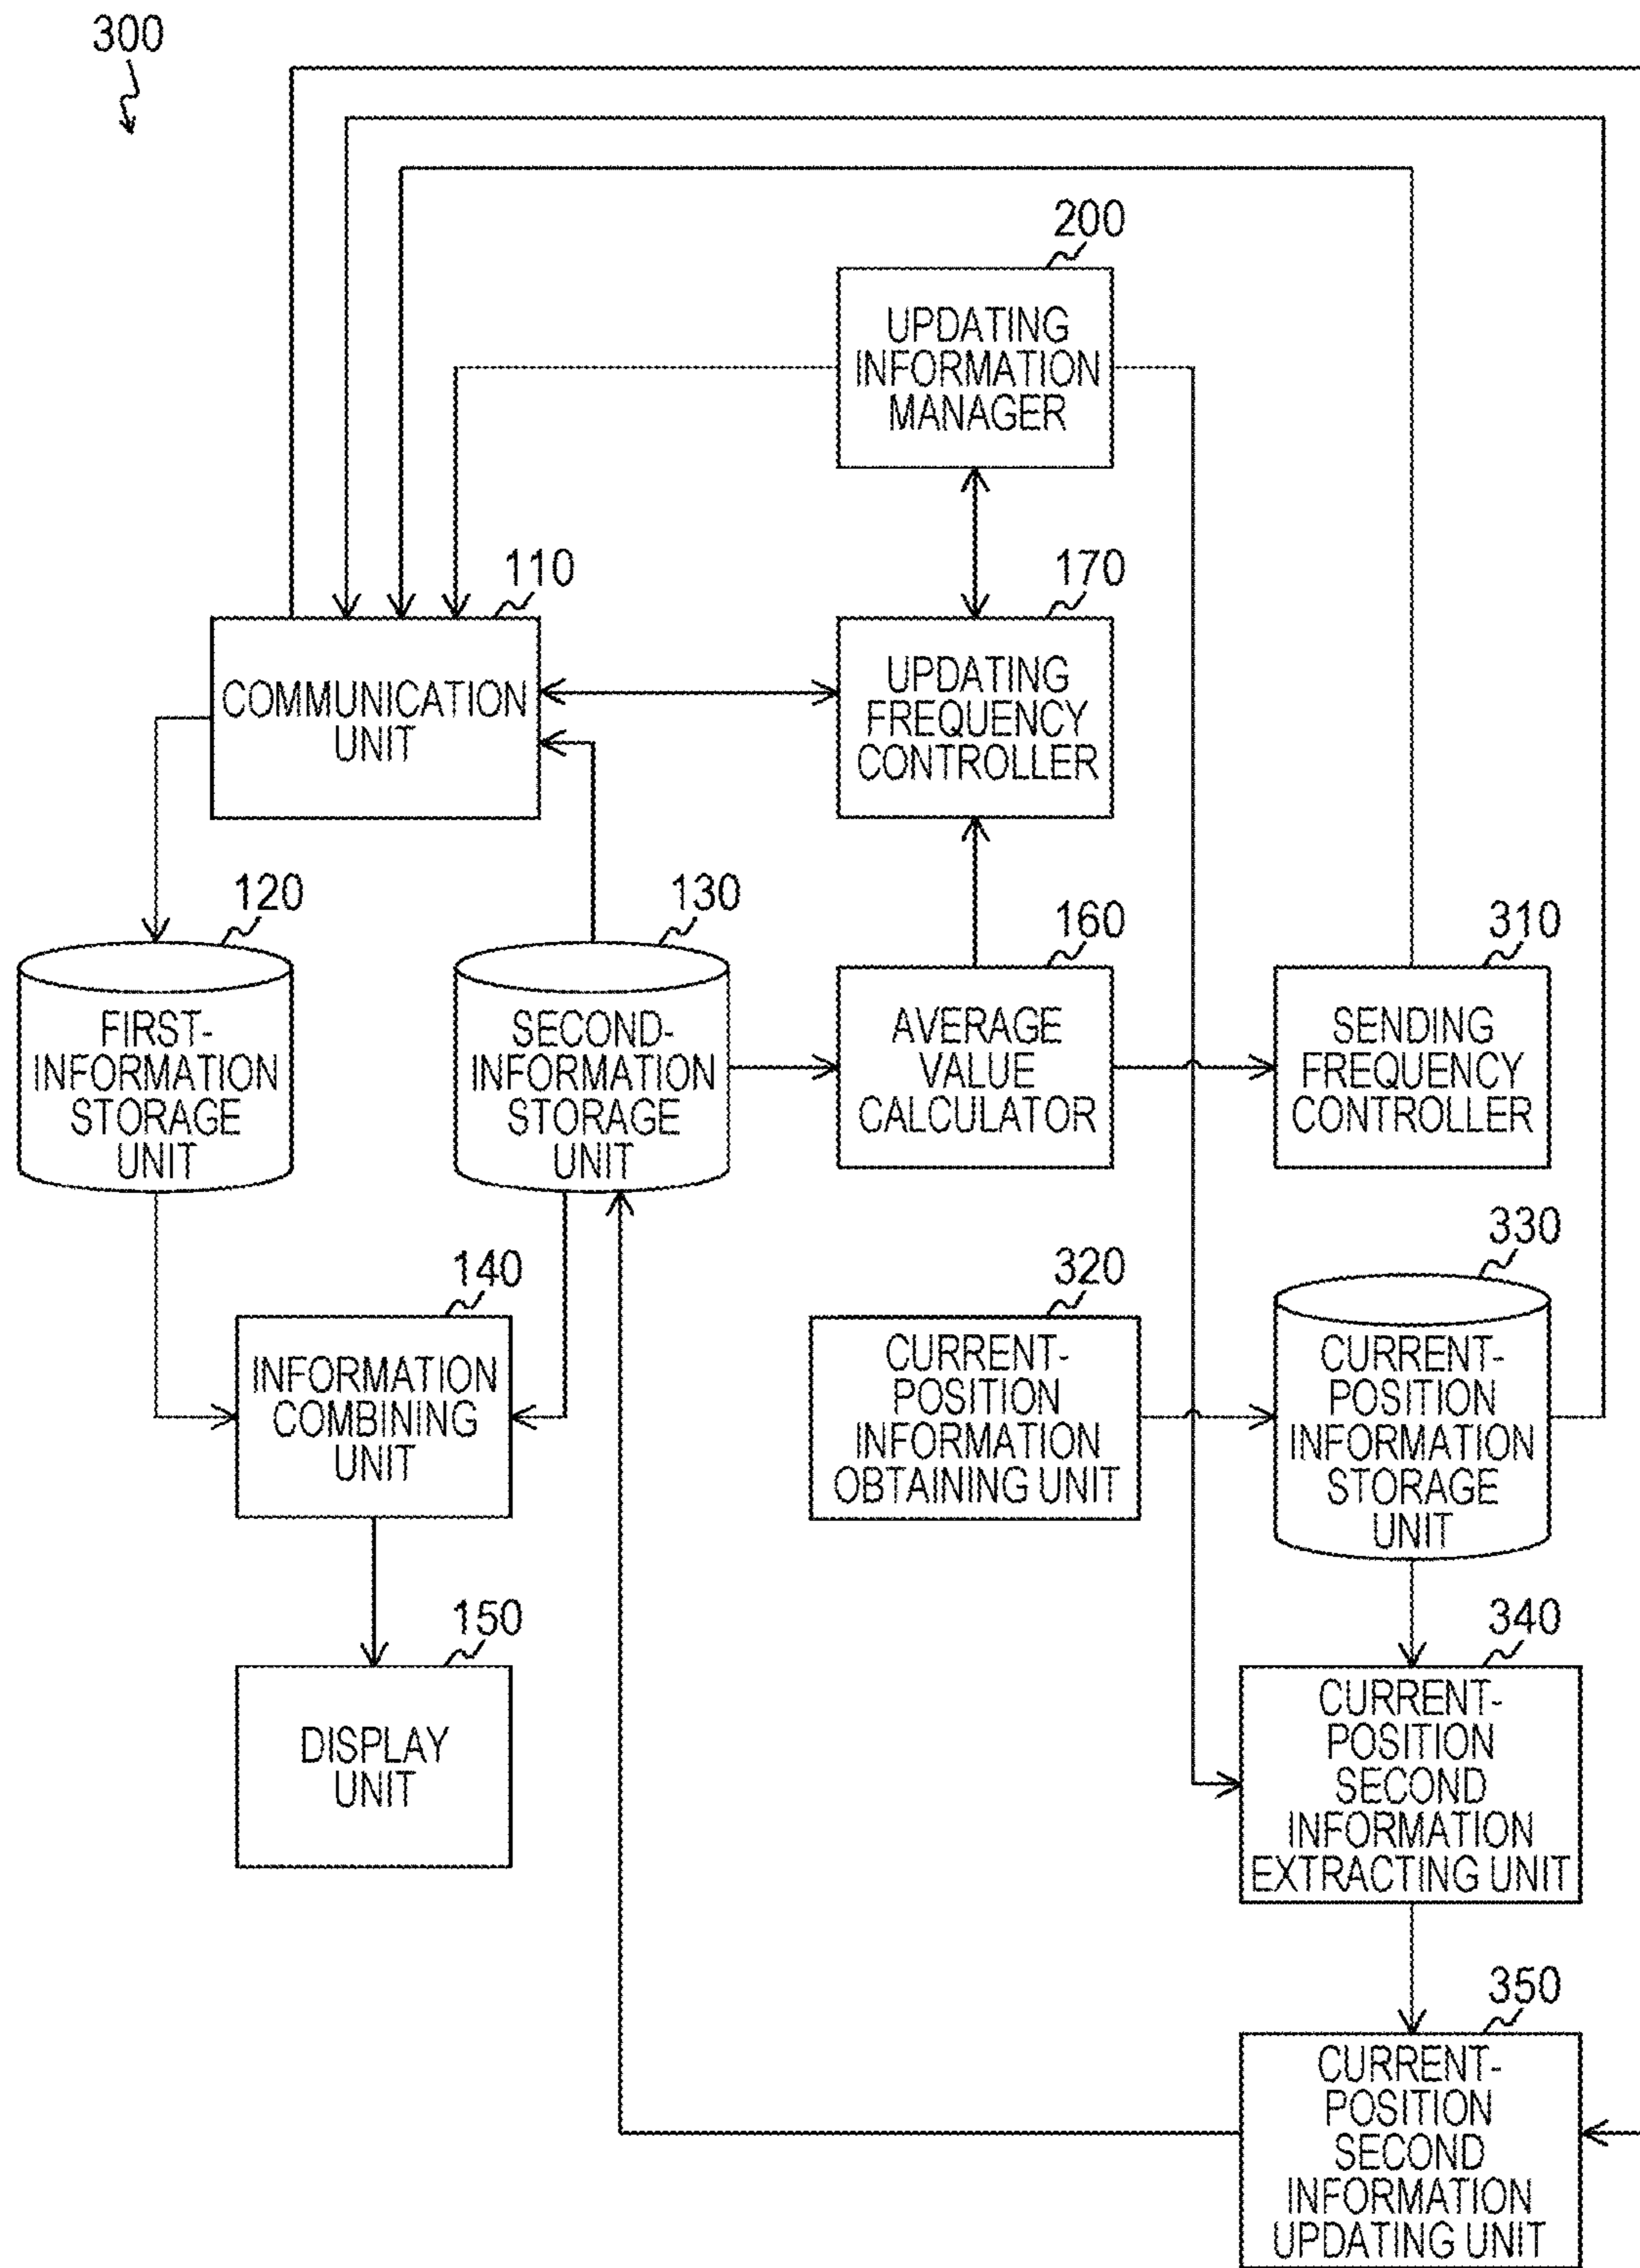 300
200
UPDATING
INFORMATION
MANAGER
110
COMMUNICATION
UNIT
170
UPDATING
FREQUENCY
CONTROLLER
120
FIRST-
INFORMATION
STORAGE
UNIT
130
SECOND-
INFORMATION
STORAGE
UNIT
160
AVERAGE
VALUE
CALCULATOR
310
SENDING
FREQUENCY
CONTROLLER
140
INFORMATION
COMBINING
UNIT
320
CURRENT-
POSITION
INFORMATION
OBTAINING UNIT
330
CURRENT-
POSITION
INFORMATION
STORAGE
UNIT
150
DISPLAY
UNIT
340
CURRENT-
POSITION
SECOND
INFORMATION
EXTRACTING UNIT
350
CURRENT-
POSITION
SECOND
INFORMATION
UPDATING UNIT